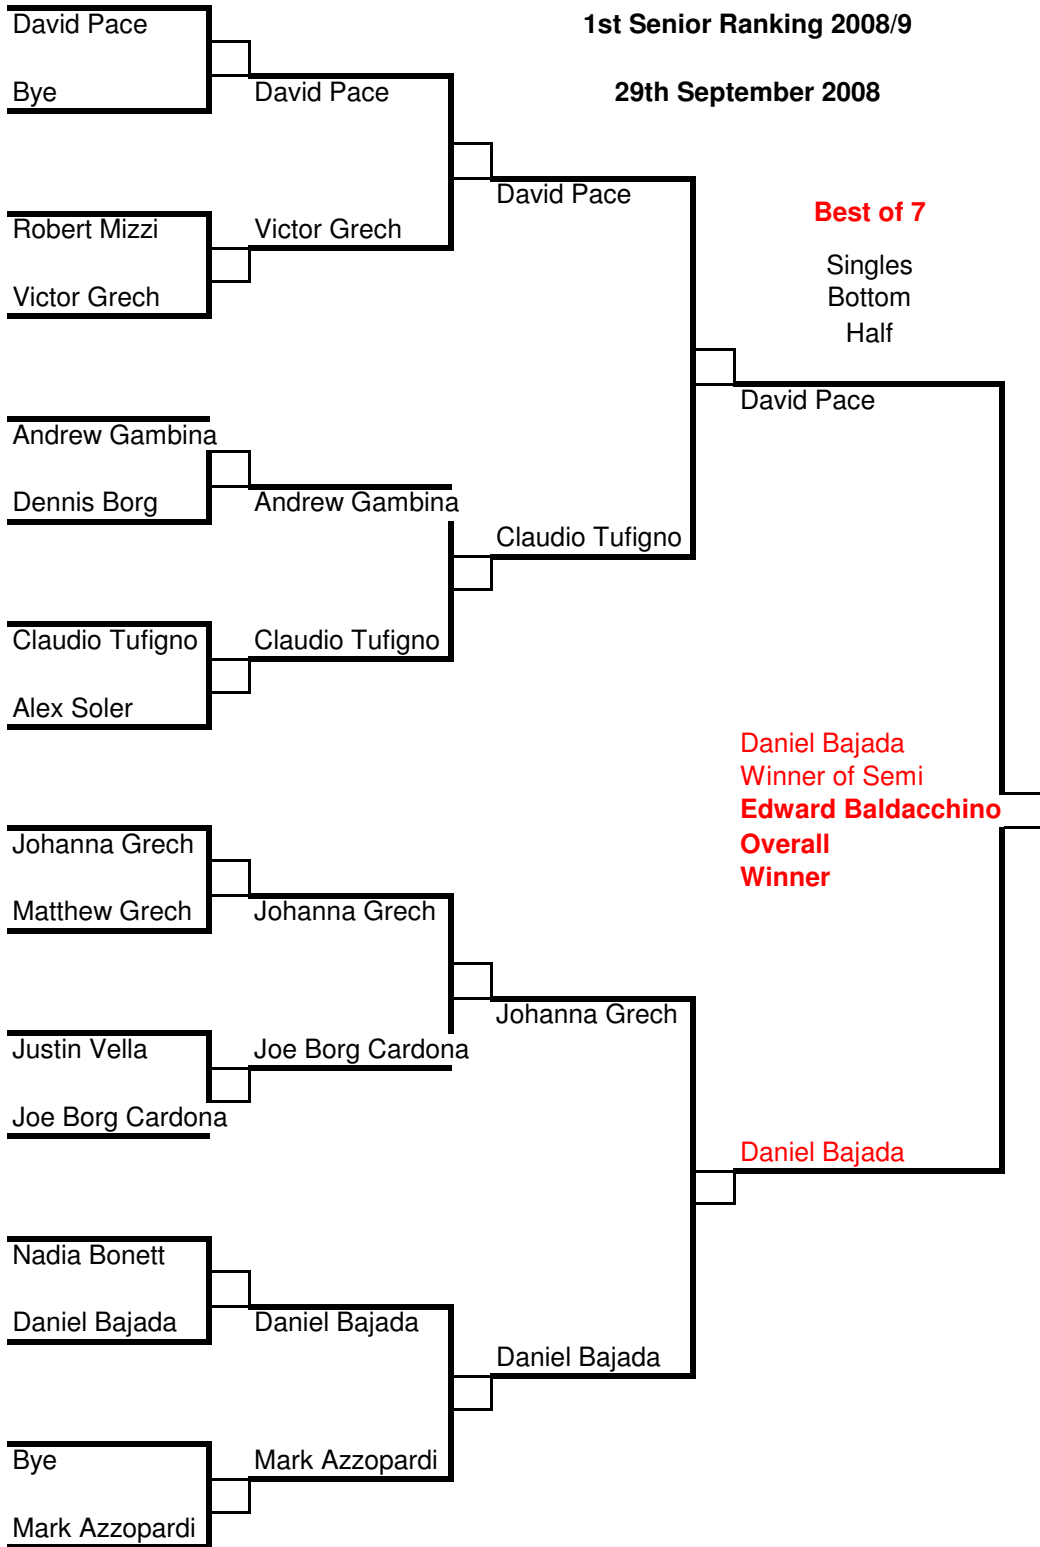 David Pace
1st Senior Ranking 2008/9
Bye
David Pace
29th September 2008
David Pace
Best of 7
Robert Mizzi
Victor Grech
Singles
Victor Grech
Bottom
Half
David Pace
Andrew Gambina
Dennis Borg
Andrew Gambina
Claudio Tufigno
Claudio Tufigno
Claudio Tufigno
Alex Soler
Daniel Bajada
Winner of Semi
Edward Baldacchino
Overall
Winner
Johanna Grech
Matthew Grech
Johanna Grech
Johanna Grech
Justin Vella
Joe Borg Cardona
Joe Borg Cardona
Daniel Bajada
Nadia Bonett
Daniel Bajada
Daniel Bajada
Daniel Bajada
Bye
Mark Azzopardi
Mark Azzopardi